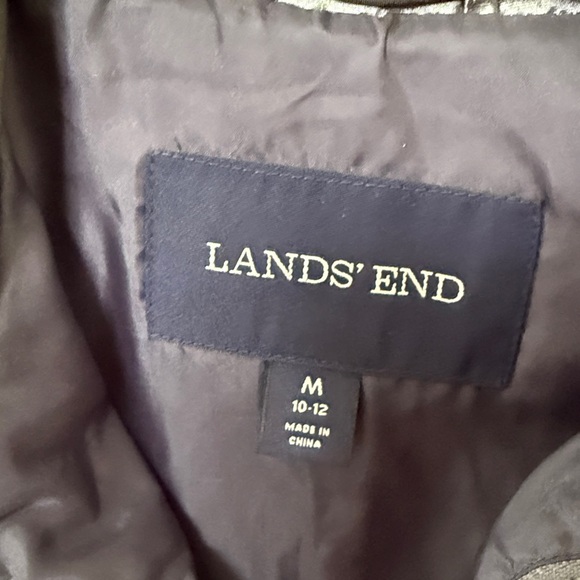 LANDS' END
M
10-12
MADE IN
CHINA